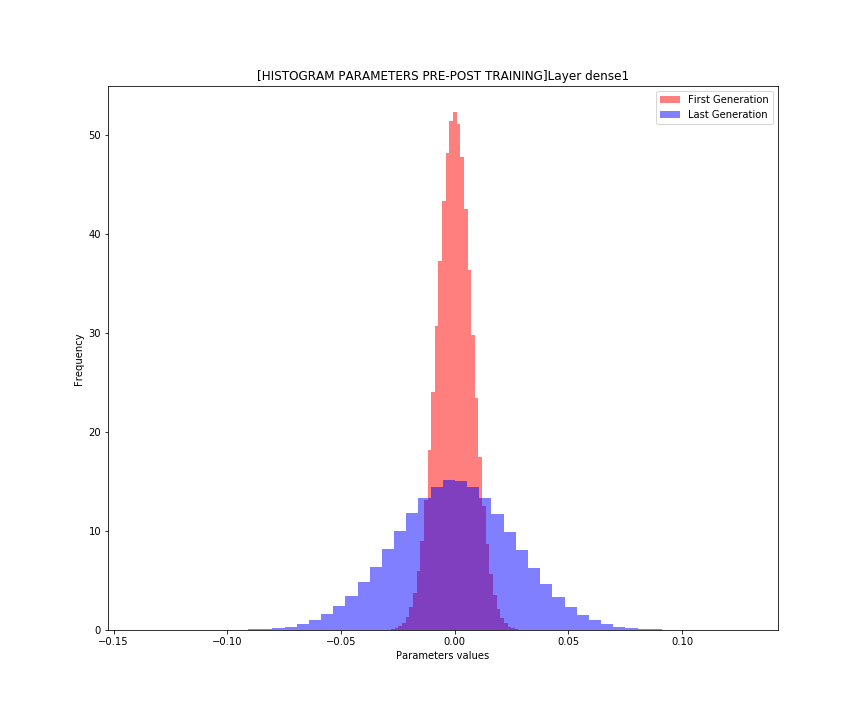 [HISTOGRAM PARAMETERS PRE-POST TRAINING]Layer dense1
First Generation
Last Generation
50
40
30
20
10
0
Frequency
−0.15 −0.10 −0.05 0.00 0.05 0.10
Parameters values